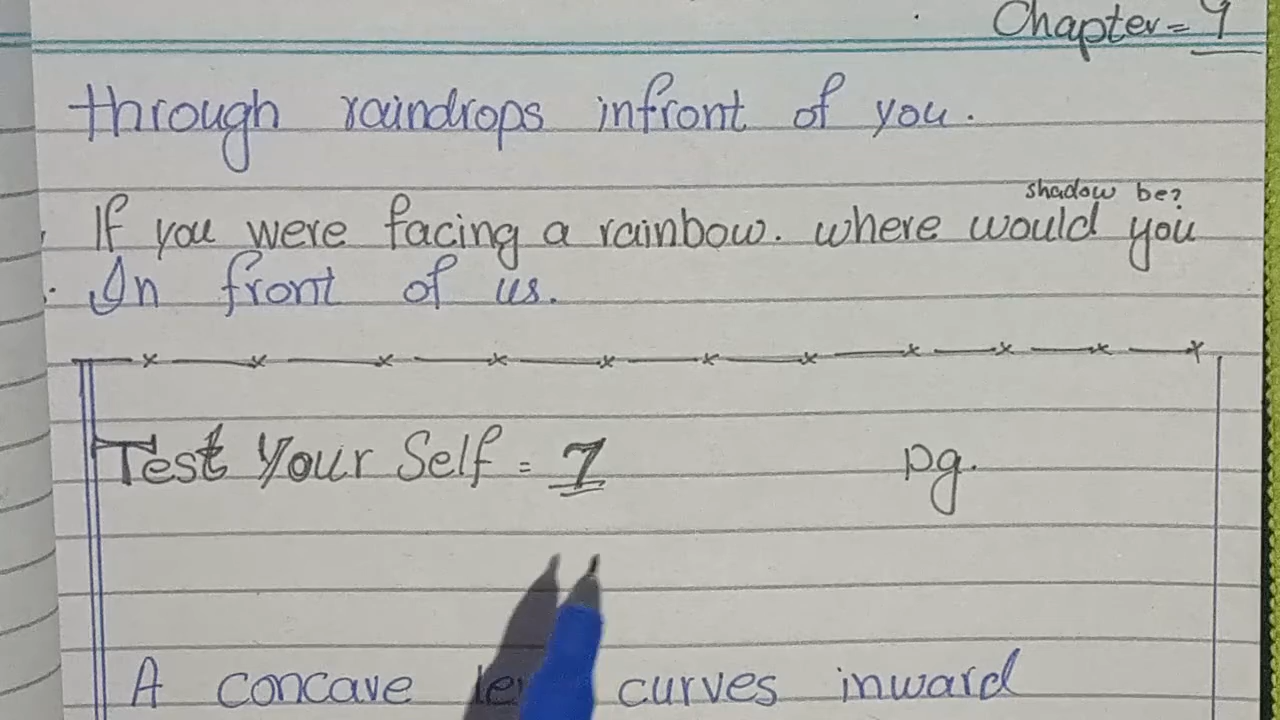 Chapter = 9
through raindrops infront of you.
shadow be?
If you were facing a rainbow. where would you
In front of us.
Test Your Self = 7
pg.
A concave curves inward